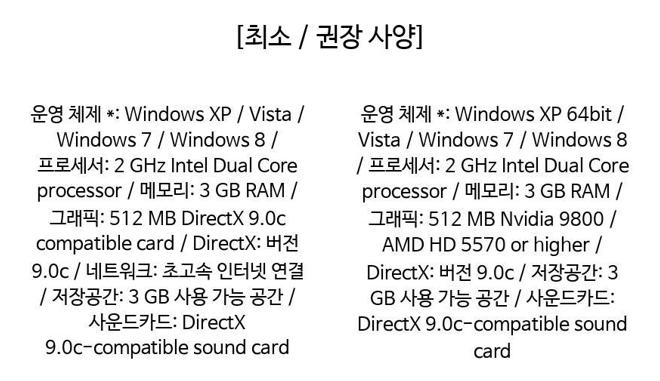 [최소 / 권장 사양]
운영 체제 *: Windows XP / Vista /
Windows 7 / Windows 8 /
프로세서: 2 GHz Intel Dual Core
processor / 메모리: 3 GB RAM /
그래픽: 512 MB DirectX 9.0c
compatible card / DirectX: 버전
9.0c / 네트워크: 초고속 인터넷 연결
/ 저장공간: 3 GB 사용 가능 공간 /
사운드카드: DirectX
9.0c-compatible sound card
운영 체제 *: Windows XP 64bit /
Vista / Windows 7 / Windows 8
/ 프로세서: 2 GHz Intel Dual Core
processor / 메모리: 3 GB RAM /
그래픽: 512 MB Nvidia 9800 /
AMD HD 5570 or higher /
DirectX: 버전 9.0c / 저장공간: 3
GB 사용 가능 공간 / 사운드카드:
DirectX 9.0c-compatible sound
card